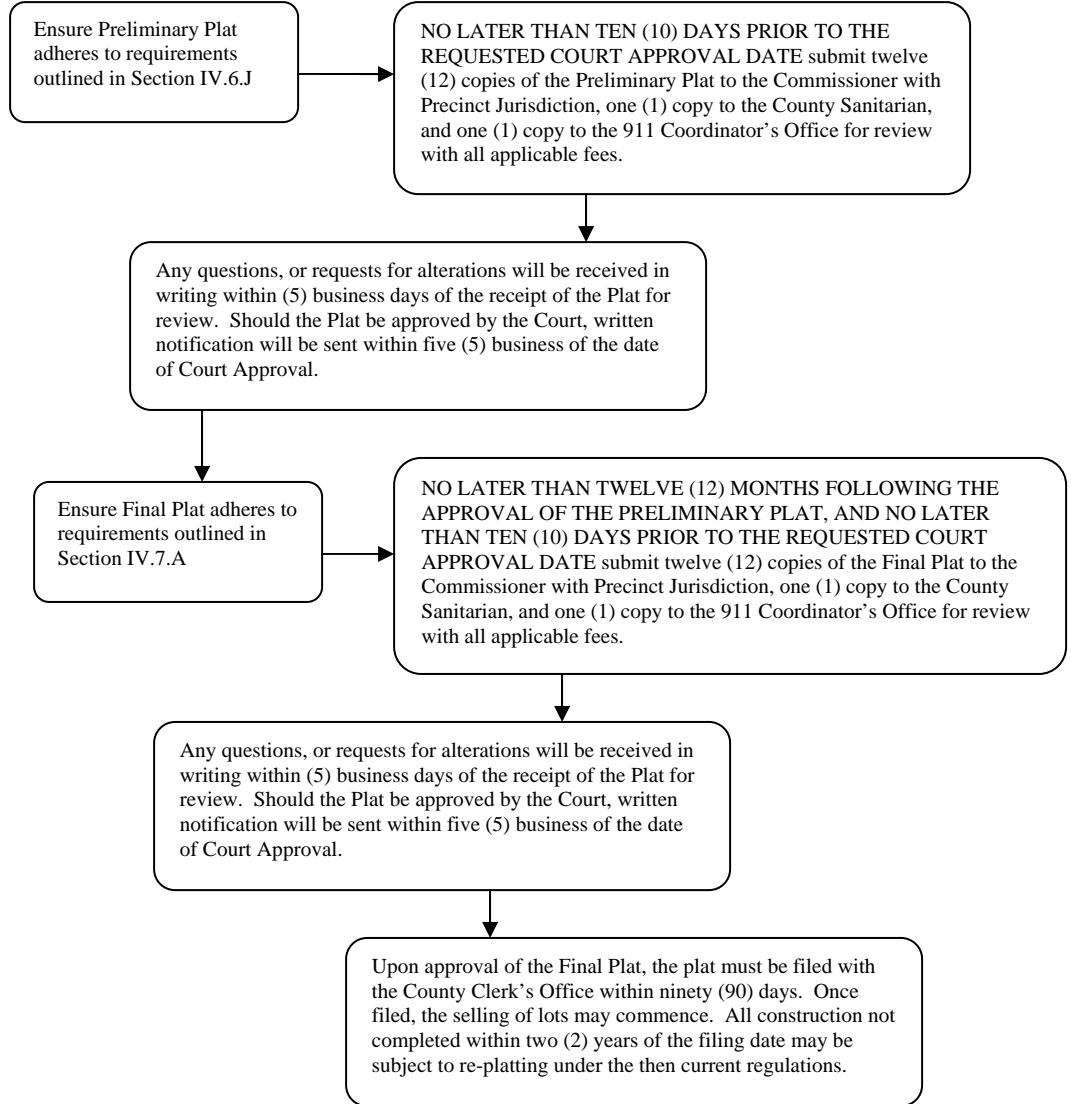 Ensure Preliminary Plat
adheres to requirements
outlined in Section IV.6.J
NO LATER THAN TEN (10) DAYS PRIOR TO THE
REQUESTED COURT APPROVAL DATE submit twelve
(12) copies of the Preliminary Plat to the Commissioner with
Precinct Jurisdiction, one (1) copy to the County Sanitarian,
and one (1) copy to the 911 Coordinator’s Office for review
with all applicable fees.
Any questions, or requests for alterations will be received in
writing within (5) business days of the receipt of the Plat for
review.  Should the Plat be approved by the Court, written
notification will be sent within five (5) business of the date
of Court Approval.
Ensure Final Plat adheres to
requirements outlined in
Section IV.7.A
NO LATER THAN TWELVE (12) MONTHS FOLLOWING THE
APPROVAL OF THE PRELIMINARY PLAT, AND NO LATER
THAN TEN (10) DAYS PRIOR TO THE REQUESTED COURT
APPROVAL DATE submit twelve (12) copies of the Final Plat to the
Commissioner with Precinct Jurisdiction, one (1) copy to the County
Sanitarian, and one (1) copy to the 911 Coordinator’s Office for review
with all applicable fees.
Any questions, or requests for alterations will be received in
writing within (5) business days of the receipt of the Plat for
review.  Should the Plat be approved by the Court, written
notification will be sent within five (5) business of the date
of Court Approval.
Upon approval of the Final Plat, the plat must be filed with
the County Clerk’s Office within ninety (90) days.  Once
filed, the selling of lots may commence.  All construction not
completed within two (2) years of the filing date may be
subject to re-platting under the then current regulations.